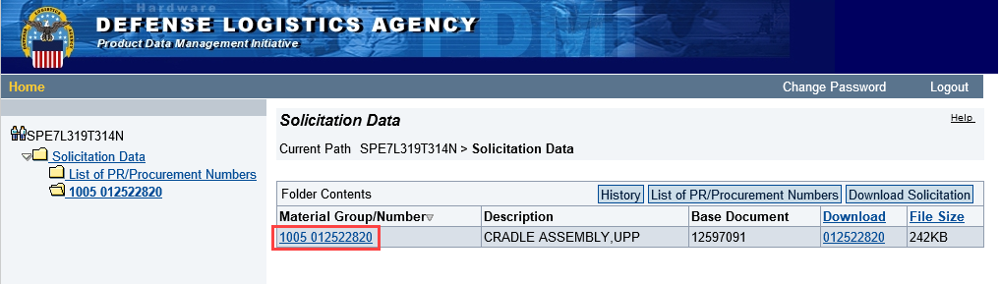 Hardware
DEFENSE LOGISTICS AGENCY
Product Data Management Initiative
PDM
Home
Change Password
Logout
SPE7L319T314N
Solicitation Data
List of PR/Procurement Numbers
1005 012522820
Solicitation Data
Help
Current Path SPE7L319T314N > Solicitation Data
Folder Contents
History
List of PR/Procurement Numbers
Download Solicitation
Material Group/Number Description Base Document Download File Size
1005 012522820 CRADLE ASSEMBLY,UPP 12597091 012522820 242KB